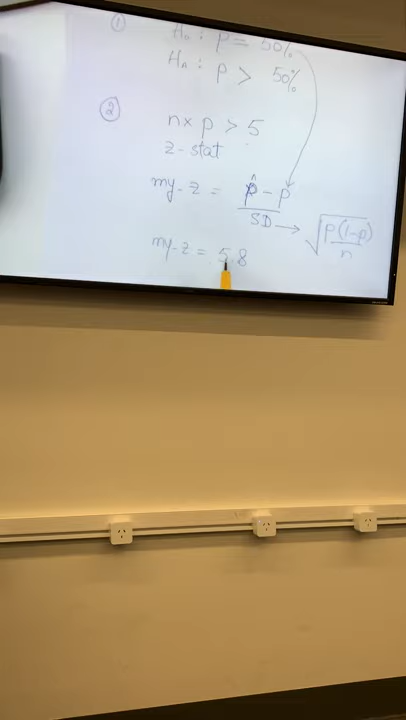 ① H₀ : p = 50%
Hₐ : p > 50%
② n x p > 5
z-stat
my-z = p̂ - p
SD → √p(1-p)
n
my-z = 5.8